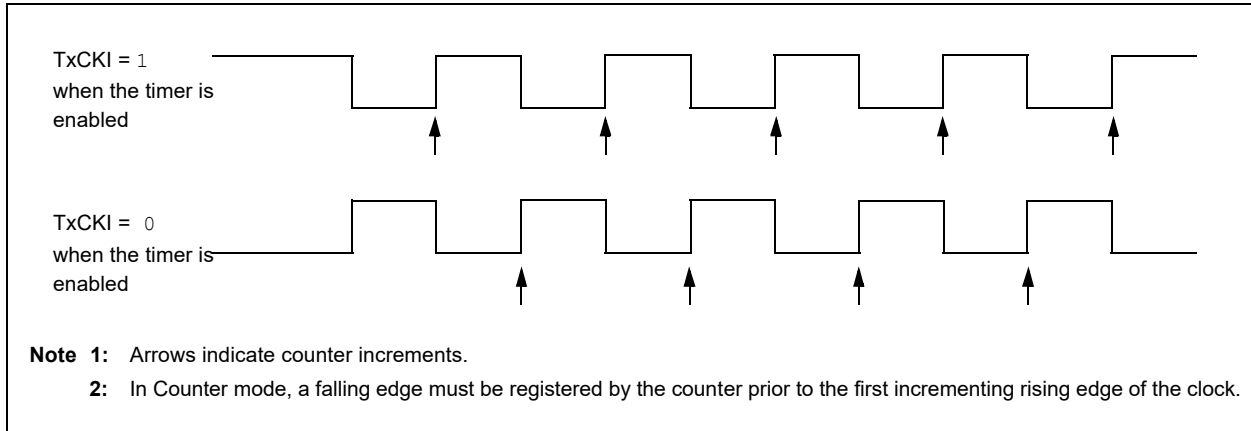 TxCKI = 1
when the timer is
enabled
TxCKI = 0
when the timer is
enabled
Note 1: Arrows indicate counter increments.
2: In Counter mode, a falling edge must be registered by the counter prior to the first incrementing rising edge of the clock.